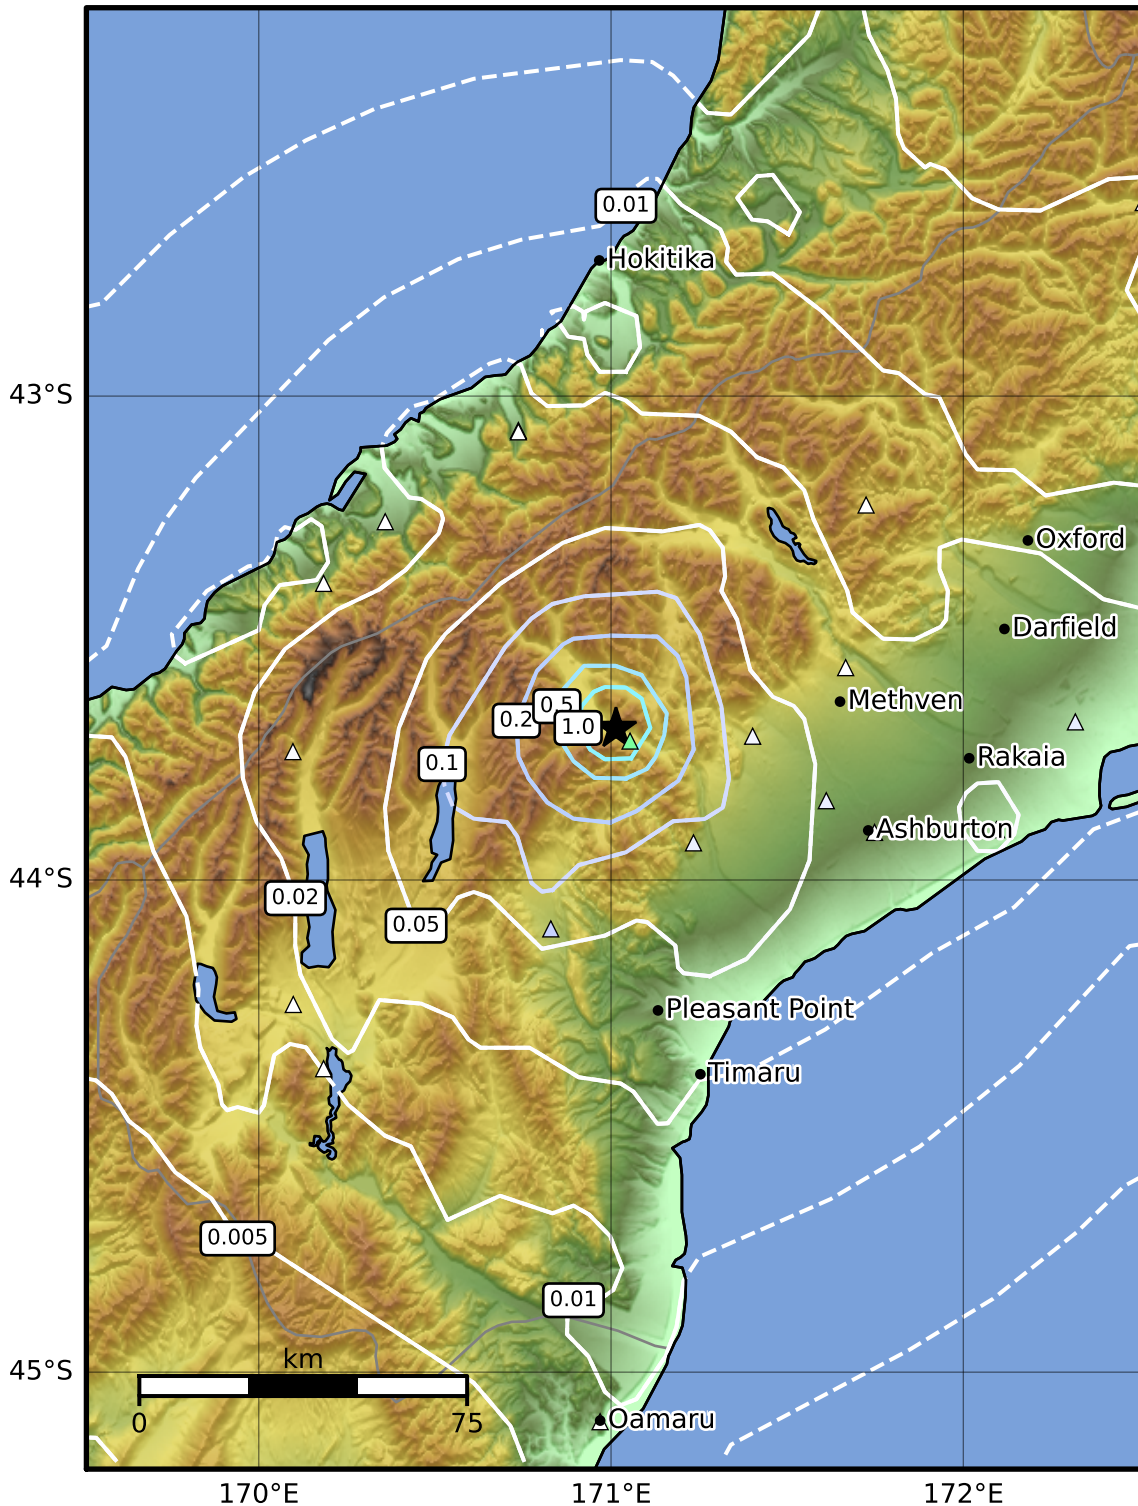 0.01
Hokitika
43°S
Oxford
Darfield
Methven
0.5
0.2
1.0
0.1
Rakaia
Ashburton
44°S
0.02
0.05
Pleasant Point
Timaru
0.005
0.01
km
45°S
0
75
Oamaru
170°E
171°E
172°E